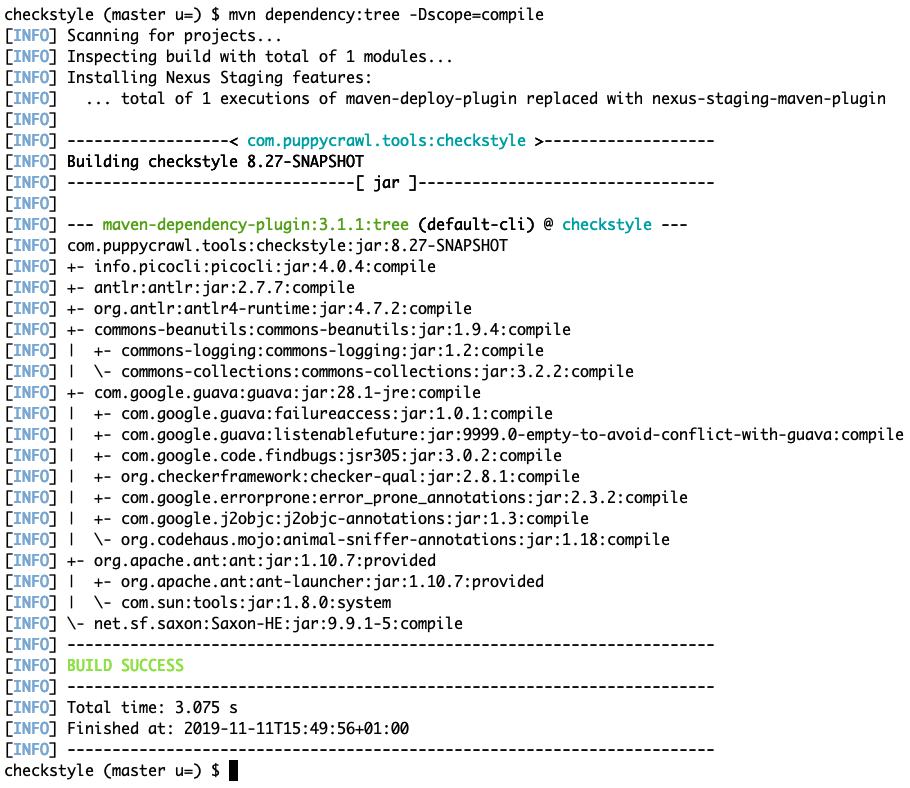 checkstyle (master u=) $ mvn dependency:tree -Dscope=compile
[INFO] Scanning for projects...
[INFO] Inspecting build with total of 1 modules...
[INFO] Installing Nexus Staging features:
[INFO]   ... total of 1 executions of maven-deploy-plugin replaced with nexus-staging-maven-plugin
[INFO]
[INFO] ------------------< com.puppycrawl.tools:checkstyle >-------------------
[INFO] Building checkstyle 8.27-SNAPSHOT
[INFO] --------------------------------[ jar ]---------------------------------
[INFO]
[INFO] --- maven-dependency-plugin:3.1.1:tree (default-cli) @ checkstyle ---
[INFO] com.puppycrawl.tools:checkstyle:jar:8.27-SNAPSHOT
[INFO] +- info.picocli:picocli:jar:4.0.4:compile
[INFO] +- antlr:antlr:jar:2.7.7:compile
[INFO] +- org.antlr:antlr4-runtime:jar:4.7.2:compile
[INFO] +- commons-beanutils:commons-beanutils:jar:1.9.4:compile
[INFO] |  +- commons-logging:commons-logging:jar:1.2:compile
[INFO] |  \- commons-collections:commons-collections:jar:3.2.2:compile
[INFO] +- com.google.guava:guava:jar:28.1-jre:compile
[INFO] |  +- com.google.guava:failureaccess:jar:1.0.1:compile
[INFO] |  +- com.google.guava:listenablefuture:jar:9999.0-empty-to-avoid-conflict-with-guava:compile
[INFO] |  +- com.google.code.findbugs:jsr305:jar:3.0.2:compile
[INFO] |  +- org.checkerframework:checker-qual:jar:2.8.1:compile
[INFO] |  +- com.google.errorprone:error_prone_annotations:jar:2.3.2:compile
[INFO] |  +- com.google.j2objc:j2objc-annotations:jar:1.3:compile
[INFO] |  \- org.codehaus.mojo:animal-sniffer-annotations:jar:1.18:compile
[INFO] +- org.apache.ant:ant:jar:1.10.7:provided
[INFO] |  +- org.apache.ant:ant-launcher:jar:1.10.7:provided
[INFO] |  \- com.sun:tools:jar:1.8.0:system
[INFO] \- net.sf.saxon:Saxon-HE:jar:9.9.1-5:compile
[INFO] ------------------------------------------------------------------------
[INFO] BUILD SUCCESS
[INFO] ------------------------------------------------------------------------
[INFO] Total time: 3.075 s
[INFO] Finished at: 2019-11-11T15:49:56+01:00
[INFO] ------------------------------------------------------------------------
checkstyle (master u=) $